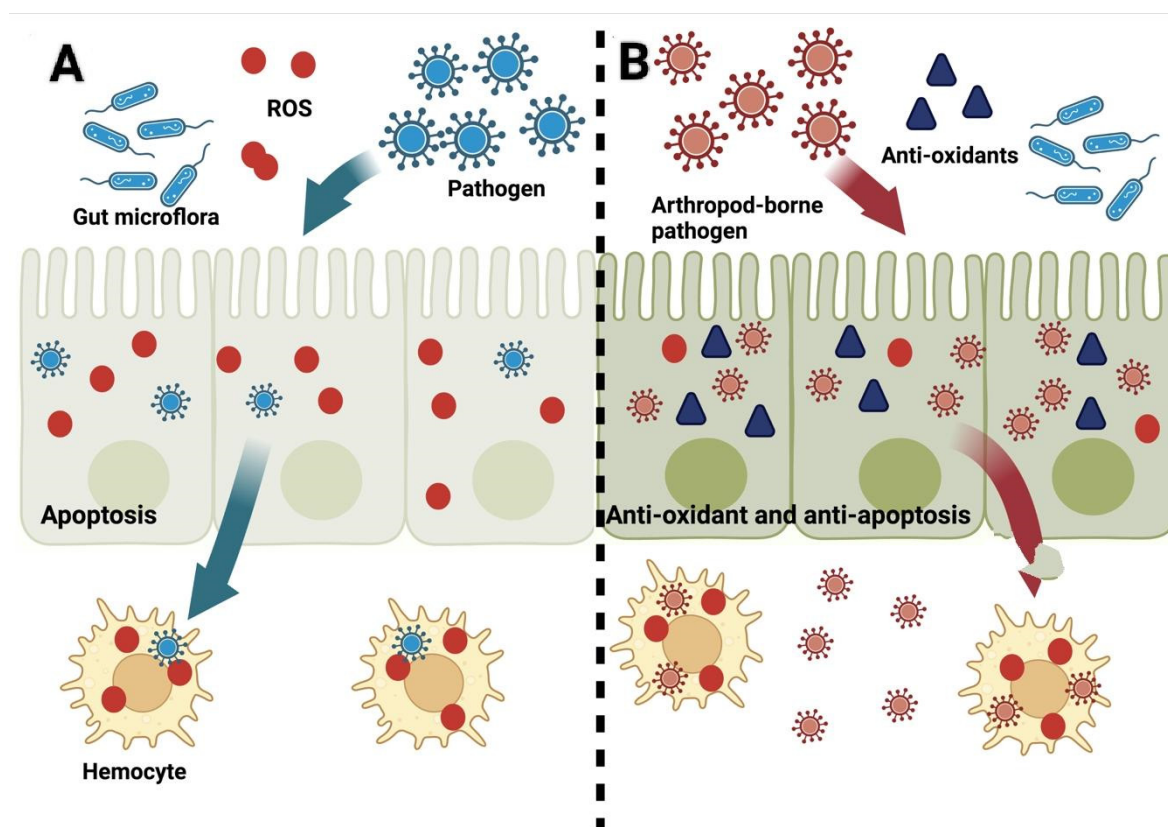 A
ROS
Gut microflora
Pathogen
Apoptosis
Hemocyte
B
Anti-oxidants
Arthropod-borne
pathogen
Anti-oxidant and anti-apoptosis